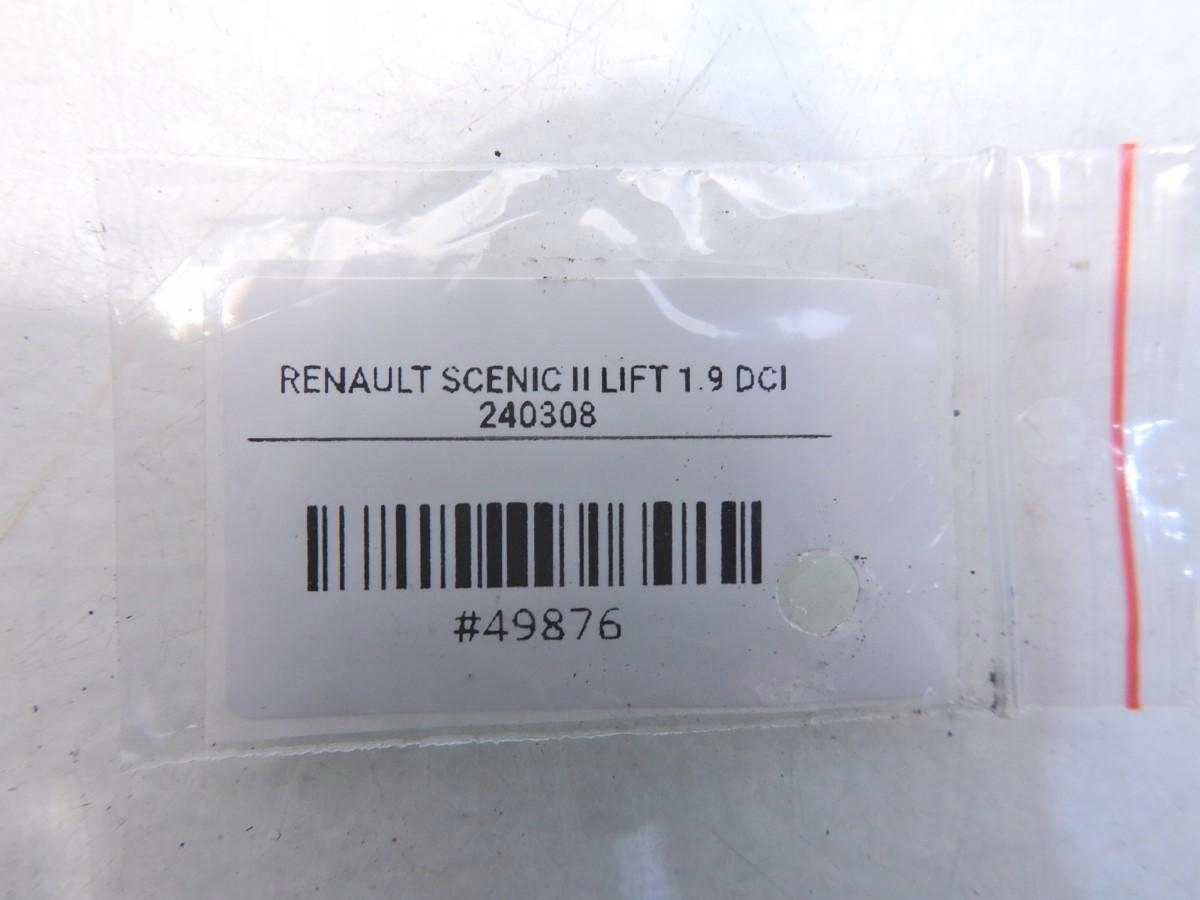 RENAULT SCENIC II LIFT 1.9 DCI
240308
#49876